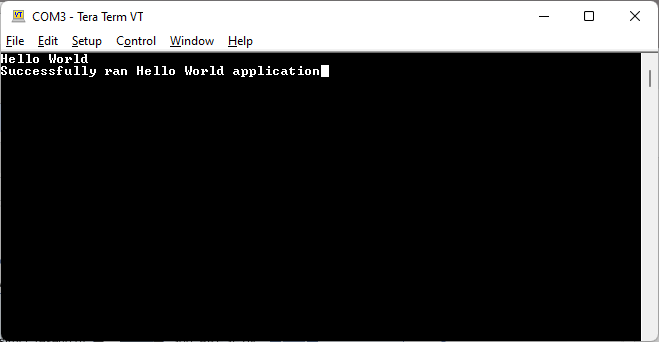 COM3 - Tera Term VT
File Edit Setup Control Window Help
Hello World
Successfully ran Hello World application